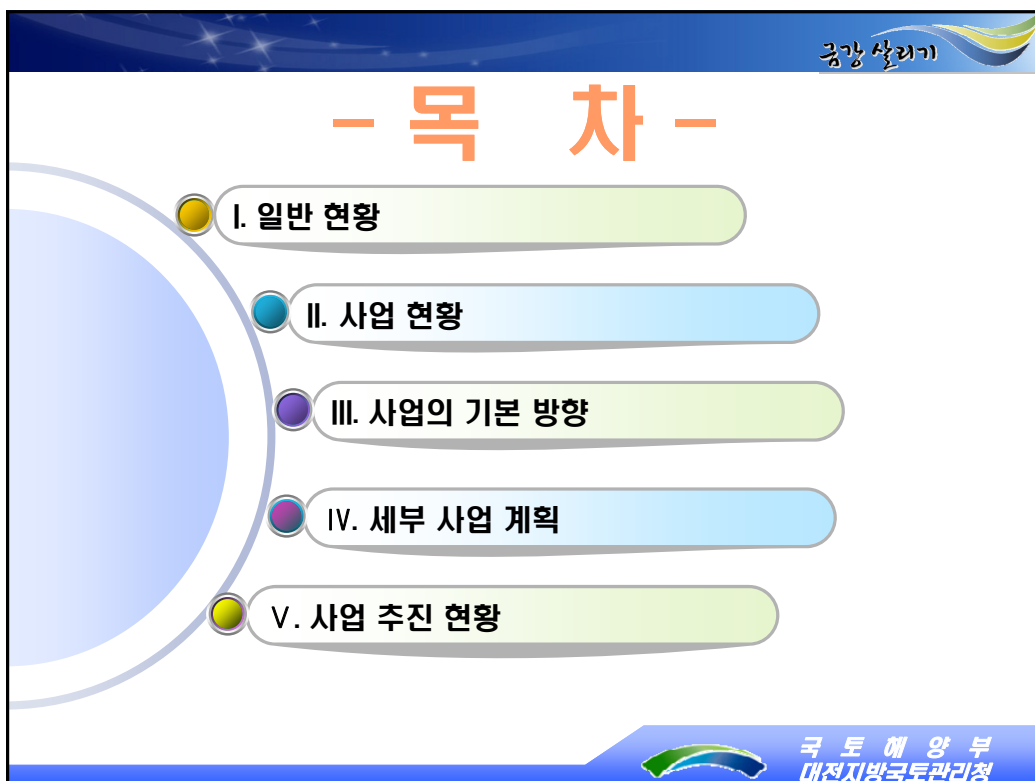 금강 살리기
- 목 차 -
Ⅰ. 일반 현황
Ⅱ. 사업 현황
Ⅲ. 사업의 기본 방향
Ⅳ. 세부 사업 계획
Ⅴ. 사업 추진 현황
국 토 해 양 부
대전지방국토관리청